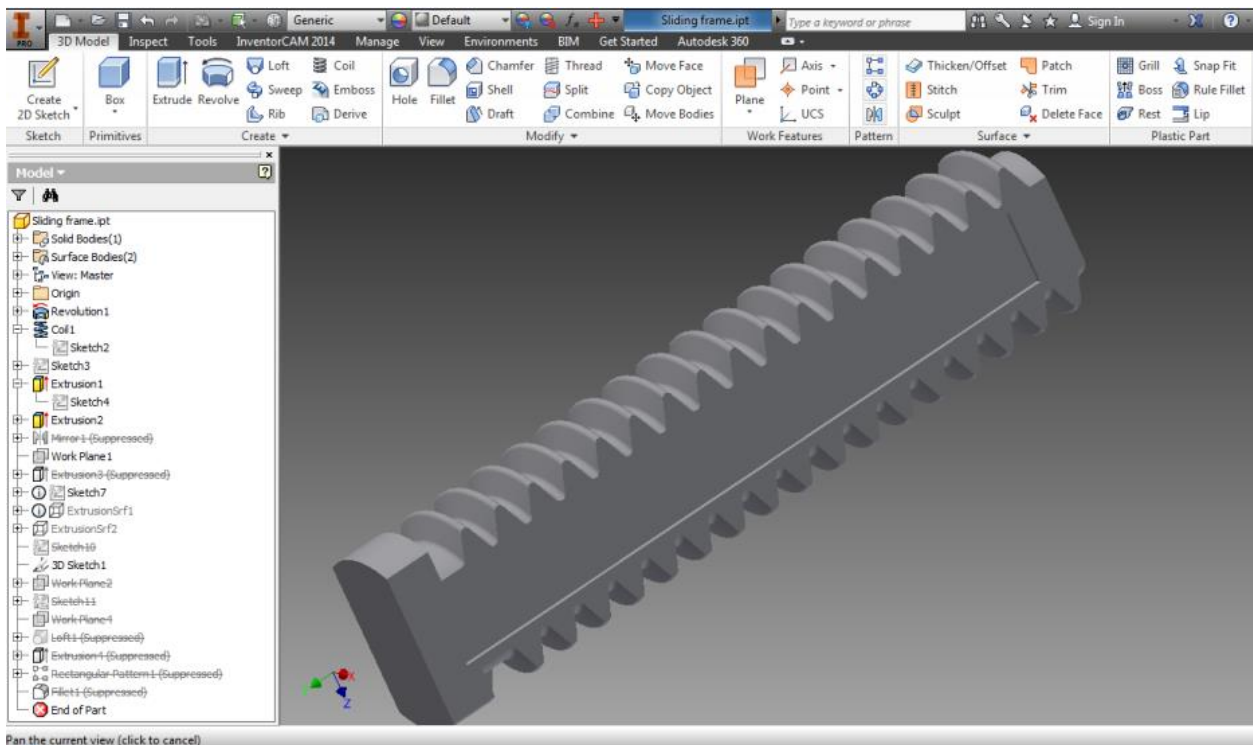 Generic
Default
Sliding frame.ipt
Type a keyword or phrase
Sign In
PRO
3D Model Inspect Tools InventorCAM 2014 Manage View Environments BIM Get Started Autodesk 360
Create
2D Sketch
Box
Extrude Revolve
Loft Coil
Sweep Emboss
Rib Derive
Hole Fillet
Chamfer Thread Move Face
Shell Split Copy Object
Draft Combine Move Bodies
Plane
Axis
Point
UCS
Thicken/Offset Patch
Stitch Trim
Sculpt Delete Face
Grill Snap Fit
Boss Rule Fillet
Rest Lip
Sketch Primitives Create Modify Work Features Pattern Surface Plastic Part
Model
Sliding frame.ipt
Solid Bodies(1)
Surface Bodies(2)
View: Master
Origin
Revolution1
Coil1
Sketch2
Sketch3
Extrusion1
Sketch4
Extrusion2
Mirror1 (Suppressed)
Work Plane1
Extrusion3 (Suppressed)
Sketch7
ExtrusionSrf1
ExtrusionSrf2
Sketch10
3D Sketch1
Work Plane2
Sketch11
Work Plane4
Loft1 (Suppressed)
Extrusion4 (Suppressed)
Rectangular Pattern1 (Suppressed)
Fillet1 (Suppressed)
End of Part
X
Z
Pan the current view (click to cancel)